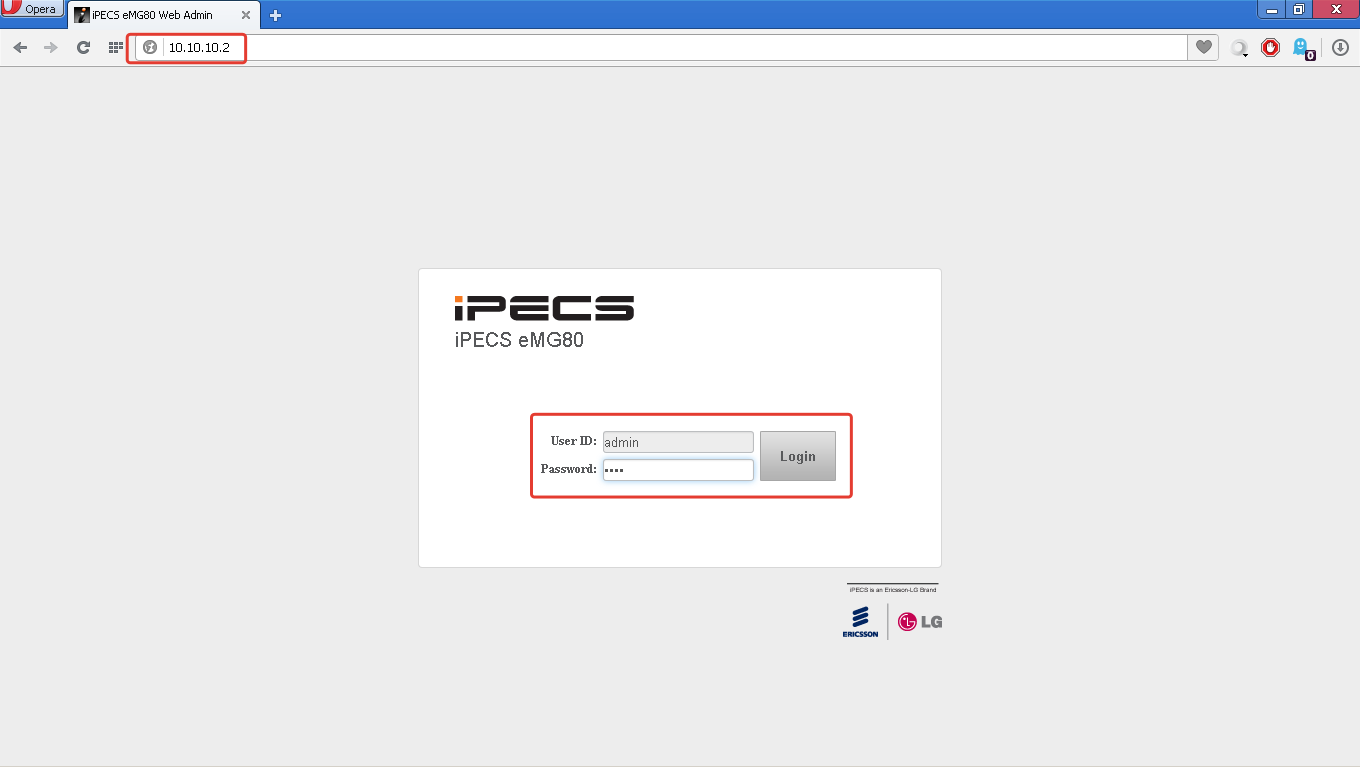 Opera
iPECS eMG80 Web Admin
10.10.10.2
0
iPECS
iPECS eMG80
User ID:
admin
Login
Password:
••••
iPECS is an Ericsson-LG Brand
ERICSSON
LG